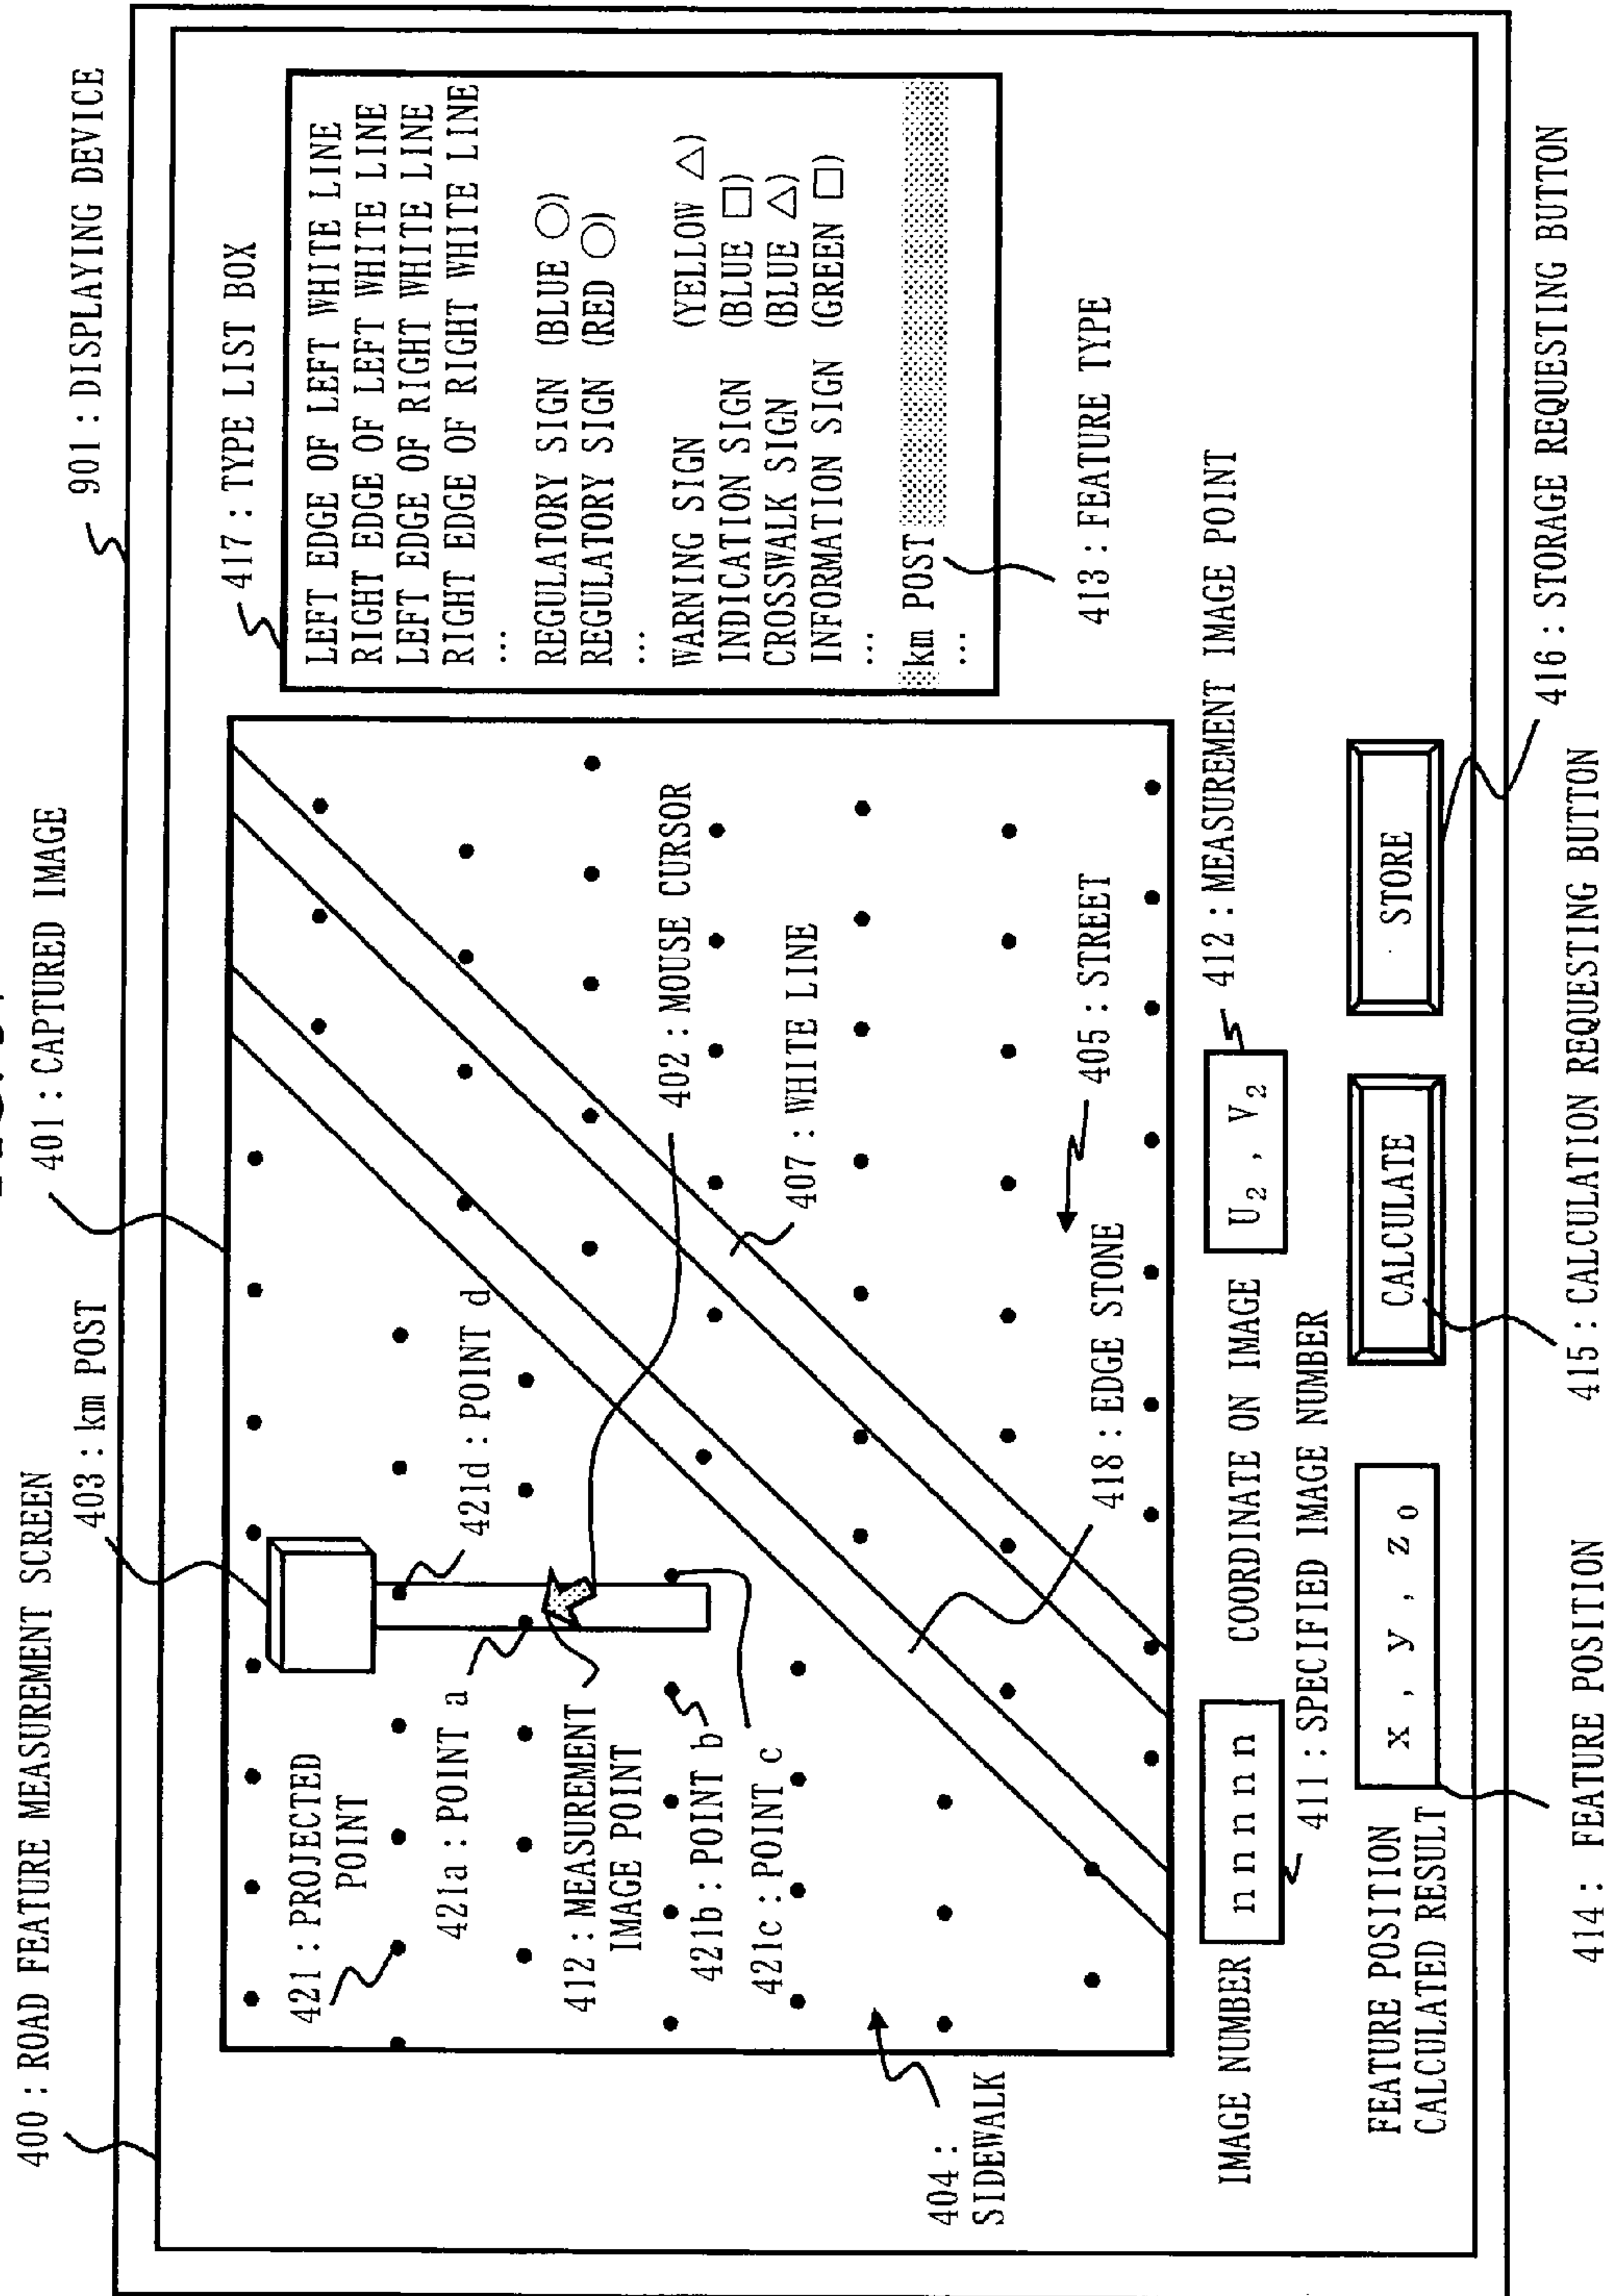 400 : ROAD FEATURE MEASUREMENT SCREEN
403 : km POST
401 : CAPTURED IMAGE
901 : DISPLAYING DEVICE
417 : TYPE LIST BOX
LEFT EDGE OF LEFT WHITE LINE
RIGHT EDGE OF LEFT WHITE LINE
LEFT EDGE OF RIGHT WHITE LINE
RIGHT EDGE OF RIGHT WHITE LINE
...
REGULATORY SIGN (BLUE ○)
REGULATORY SIGN (RED ○)
...
WARNING SIGN (YELLOW △)
INDICATION SIGN (BLUE □)
CROSSWALK SIGN (BLUE △)
INFORMATION SIGN (GREEN □)
...
km POST
...
413 : FEATURE TYPE
421 : PROJECTED
POINT
421d : POINT d
421a : POINT a
412 : MEASUREMENT
IMAGE POINT
421b : POINT b
421c : POINT c
402 : MOUSE CURSOR
407 : WHITE LINE
405 : STREET
418 : EDGE STONE
404 :
SIDEWALK
IMAGE NUMBER
n n n n n
COORDINATE ON IMAGE
U2 , V2
412 : MEASUREMENT IMAGE POINT
411 : SPECIFIED IMAGE NUMBER
FEATURE POSITION
CALCULATED RESULT
x , y , z0
CALCULATE
STORE
416 : STORAGE REQUESTING BUTTON
415 : CALCULATION REQUESTING BUTTON
414 : FEATURE POSITION